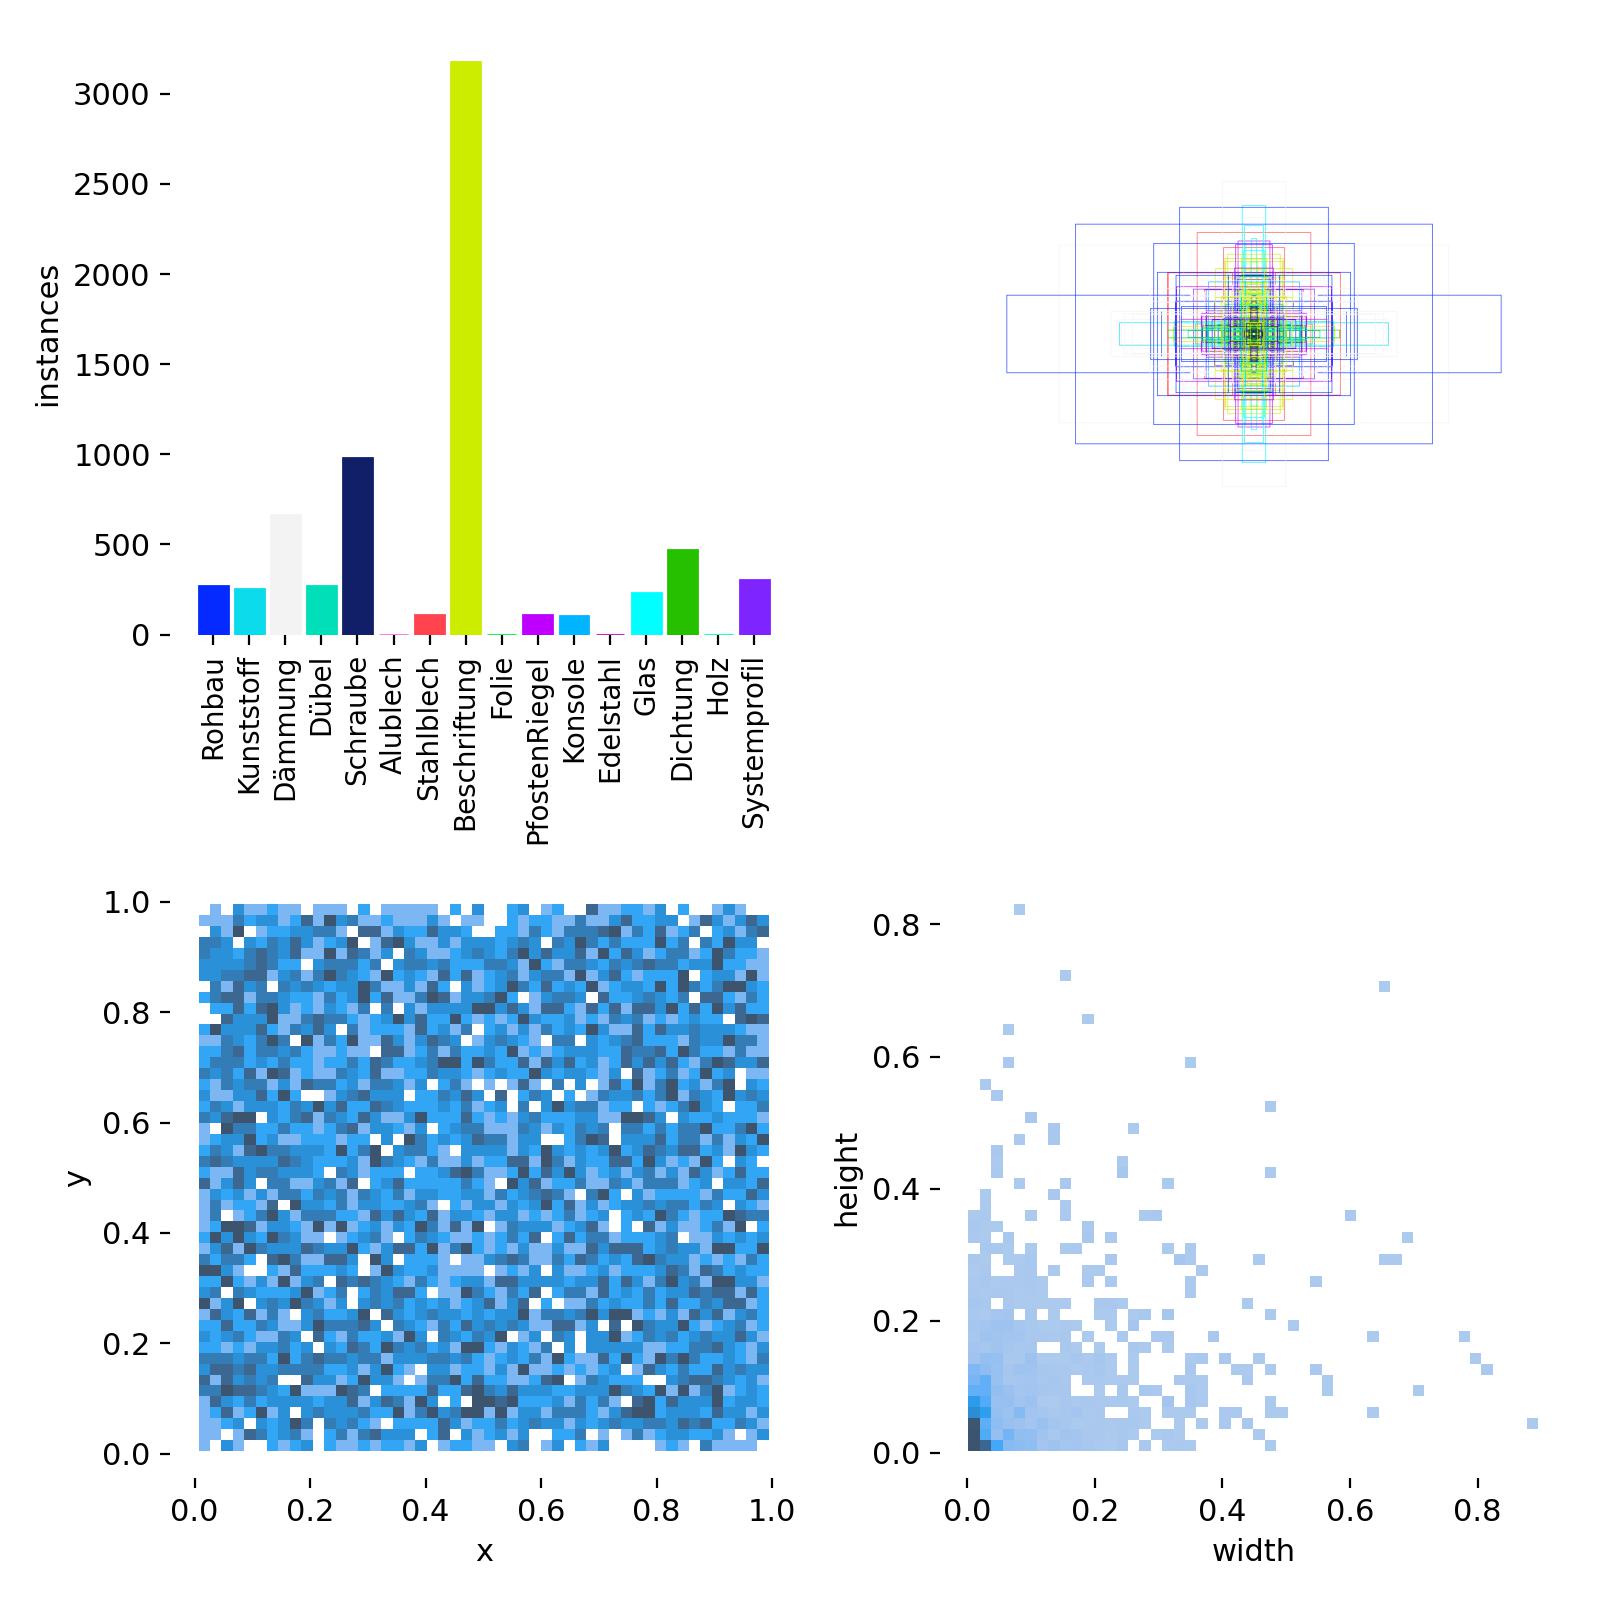 3000
2500
2000
1500
1000
500
0
instances
Rohbau
Kunststoff
Dämmung
Dübel
Schraube
Alublech
Stahlblech
Beschriftung
Folie
PfostenRiegel
Konsole
Edelstahl
Glas
Dichtung
Holz
Systemprofil
1.0
0.8
0.6
0.4
0.2
0.0
y
0.0 0.2 0.4 0.6 0.8 1.0
x
0.8
0.6
0.4
0.2
0.0
height
0.0 0.2 0.4 0.6 0.8
width